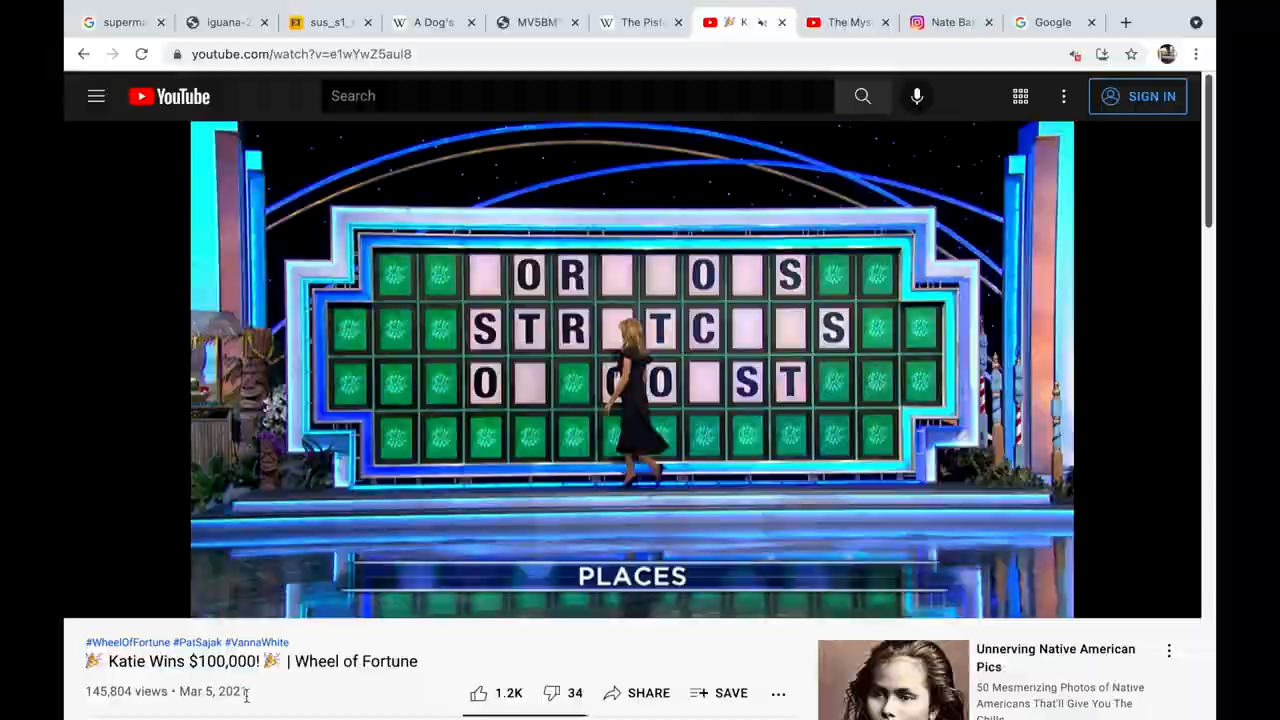 superma
iguana-2
sus_s1_
A Dog's
MV5BM
The Pist
K
The Mys
Nate Ba
Google
youtube.com/watch?v=e1wYwZ5auI8
YouTube
Search
SIGN IN
OR O S
STR TC S
O CO ST
PLACES
#WheelOfFortune #PatSajak #VannaWhite
🎉 Katie Wins $100,000! 🎉 | Wheel of Fortune
145,804 views • Mar 5, 2021
1.2K
34
SHARE
SAVE
Unnerving Native American
Pics
50 Mesmerizing Photos of Native
Americans That'll Give You The